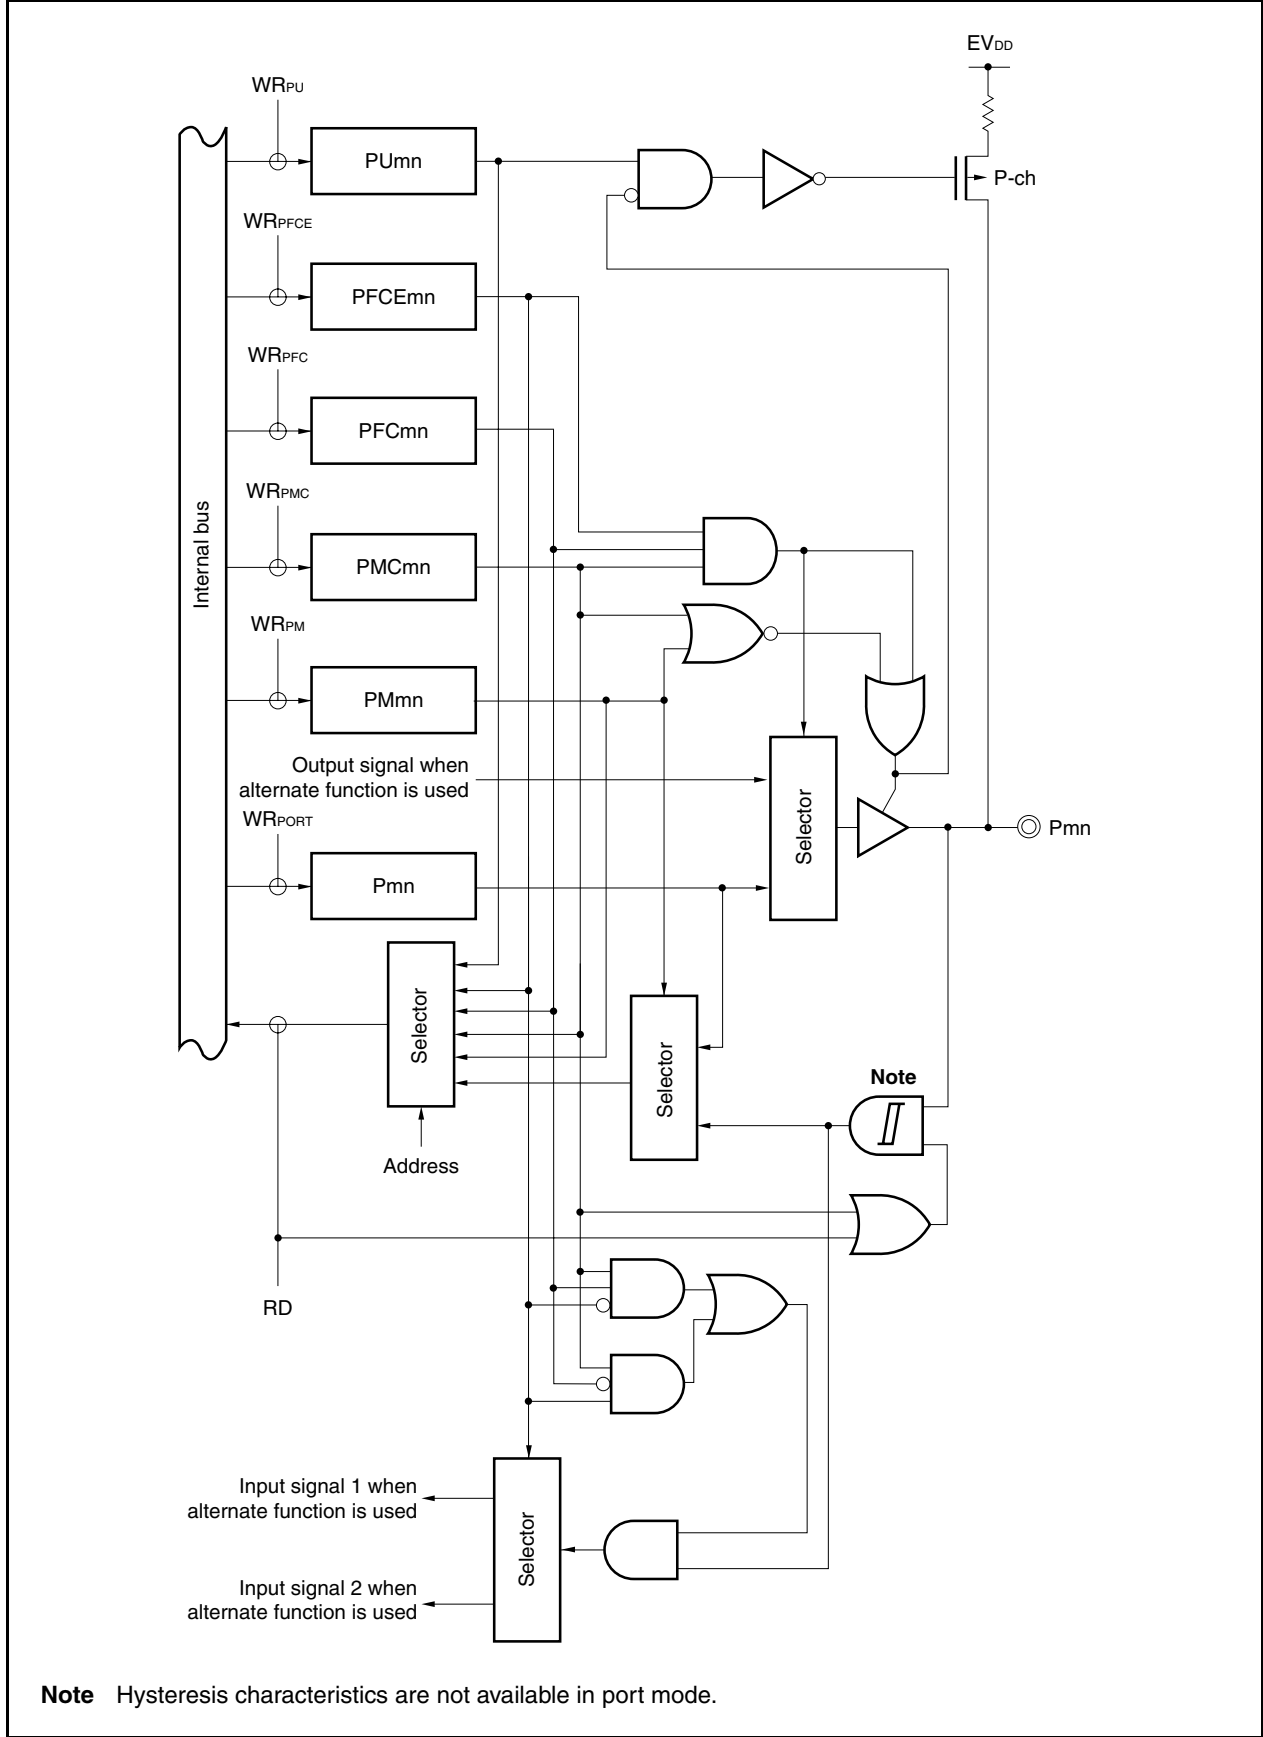 EVDD
WRPU
PUmn
P-ch
WRPFCE
PFCEmn
WRPFC
PFCmn
WRPMC
Internal bus
PMCmn
WRPM
PMmn
Output signal when
alternate function is used
Selector
WRPORT
Pmn
Pmn
Selector
Selector
Note
Address
RD
Input signal 1 when
alternate function is used
Selector
Input signal 2 when
alternate function is used
Note Hysteresis characteristics are not available in port mode.